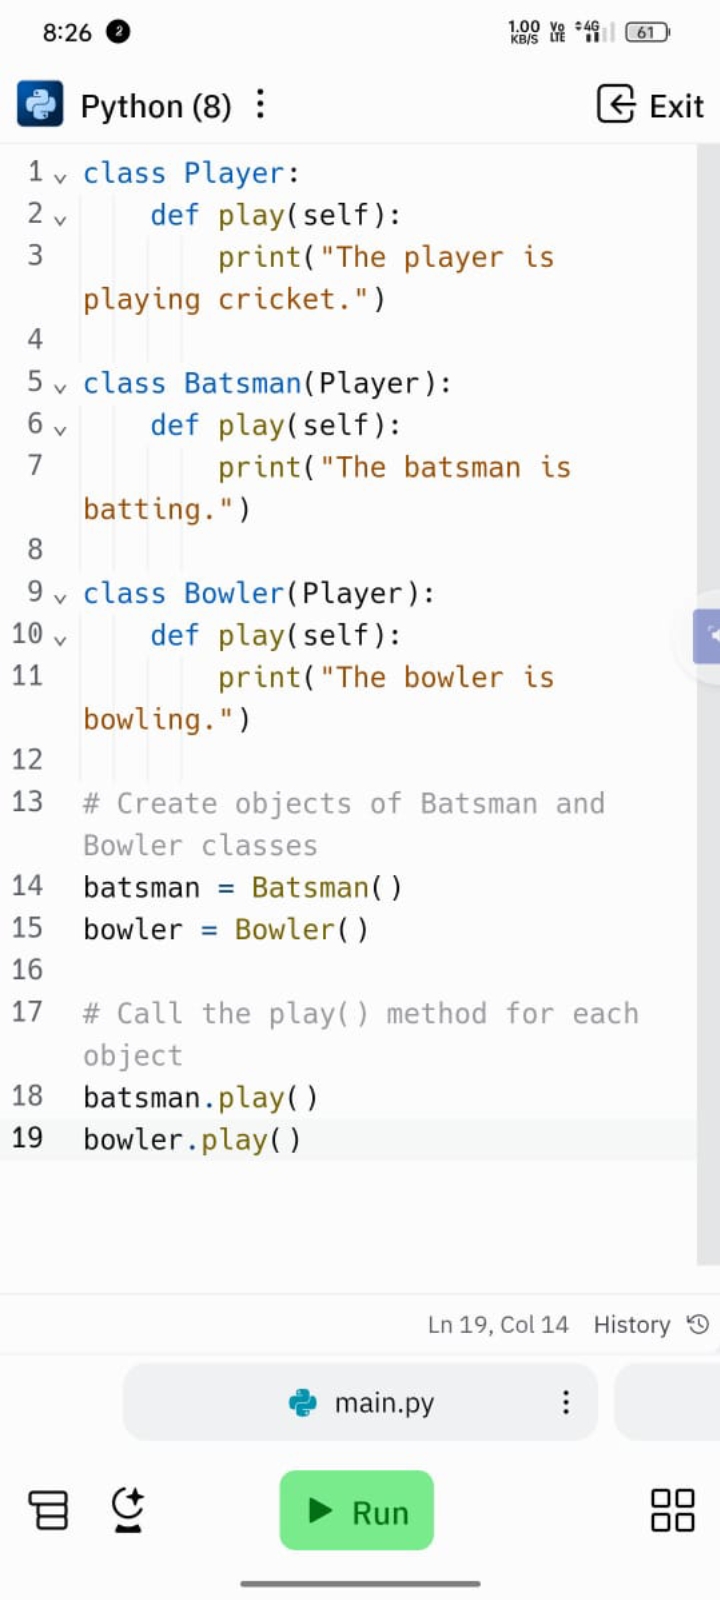 8:26 2 1.00 KB/S Vo LTE 4G 61
Python (8) Exit
1 class Player:
2 def play(self):
3 print("The player is
playing cricket.")
4
5 class Batsman(Player):
6 def play(self):
7 print("The batsman is
batting.")
8
9 class Bowler(Player):
10 def play(self):
11 print("The bowler is
bowling.")
12
13 # Create objects of Batsman and
Bowler classes
14 batsman = Batsman()
15 bowler = Bowler()
16
17 # Call the play() method for each
object
18 batsman.play()
19 bowler.play()
Ln 19, Col 14 History
main.py
Run